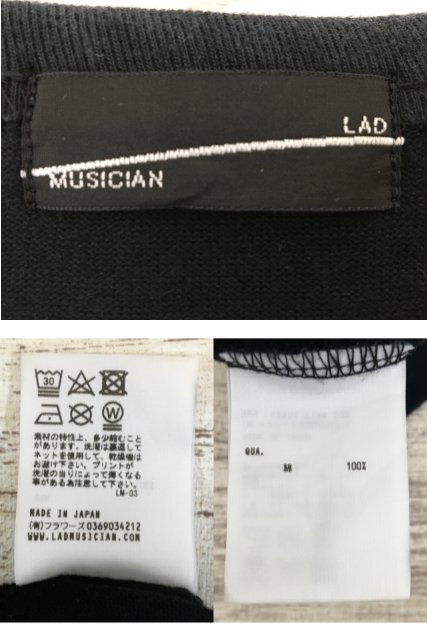 LAD
MUSICIAN
30
W
素材の特性上、多少縮むこと
があります。洗濯は裏返して
ネットを使用して、乾燥機は
お避け下さい。プリントが
洗濯の当りによって薄くなる
事がある為注意して下さい。
LM-03
MADE IN JAPAN
(有)フラワーズ0369034212
WWW.LADMUSICIAN.COM
QUA.
綿 100%